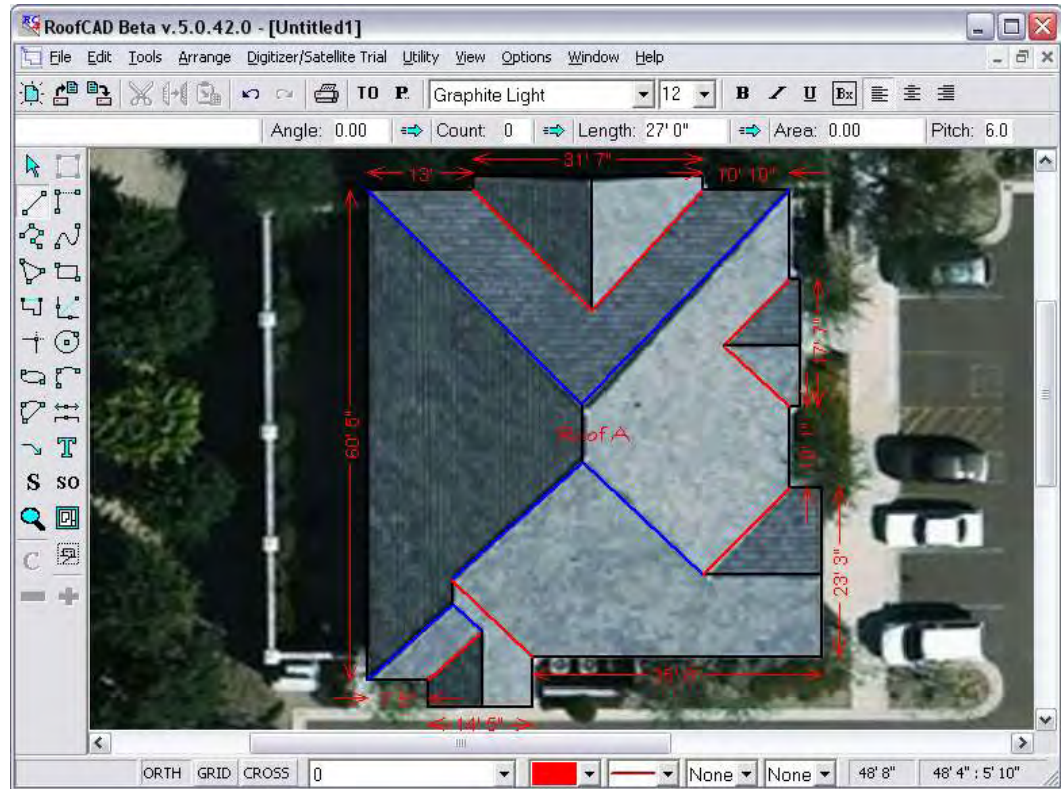 RoofCAD Beta v.5.0.42.0 - [Untitled1]
File Edit Tools Arrange Digitizer/Satellite Trial Utility View Options Window Help
TO P. Graphite Light 12 B I U Bx
Angle: 0.00 Count: 0 Length: 27' 0" Area: 0.00 Pitch: 6.0
31' 7"
13' 10' 10"
17' 7"
60' 5"
Roof A
10' 1"
T
S SO
C
23' 3"
14' 5"
ORTH GRID CROSS 0 None None 48' 8" 48' 4" : 5' 10"